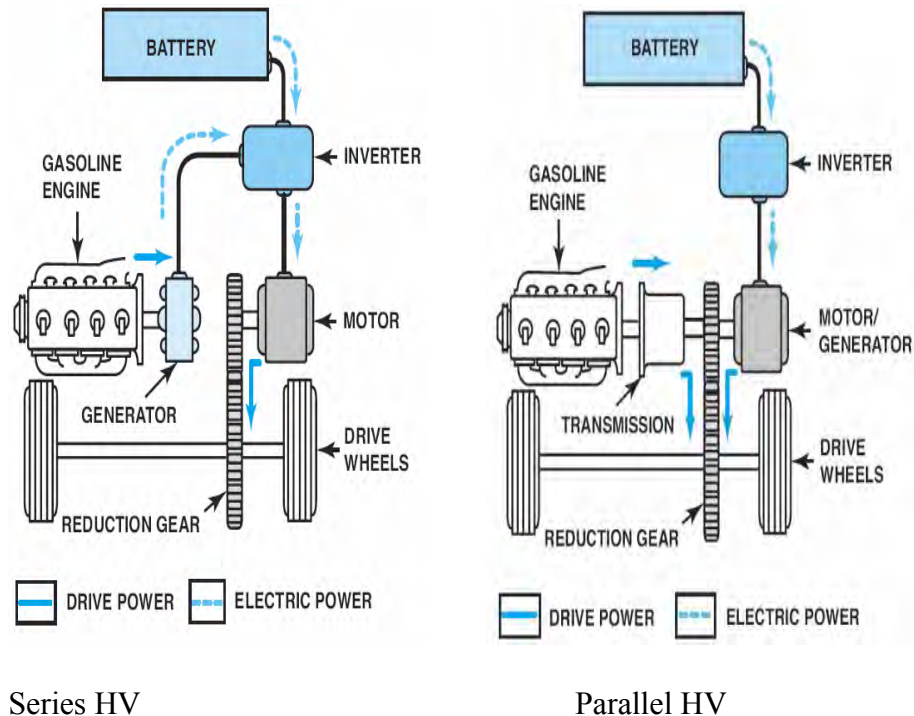 BATTERY
INVERTER
GASOLINE
ENGINE
MOTOR
GENERATOR
DRIVE
WHEELS
REDUCTION GEAR
DRIVE POWER
ELECTRIC POWER
Series HV
BATTERY
INVERTER
GASOLINE
ENGINE
MOTOR/
GENERATOR
TRANSMISSION
DRIVE
WHEELS
REDUCTION GEAR
DRIVE POWER
ELECTRIC POWER
Parallel HV